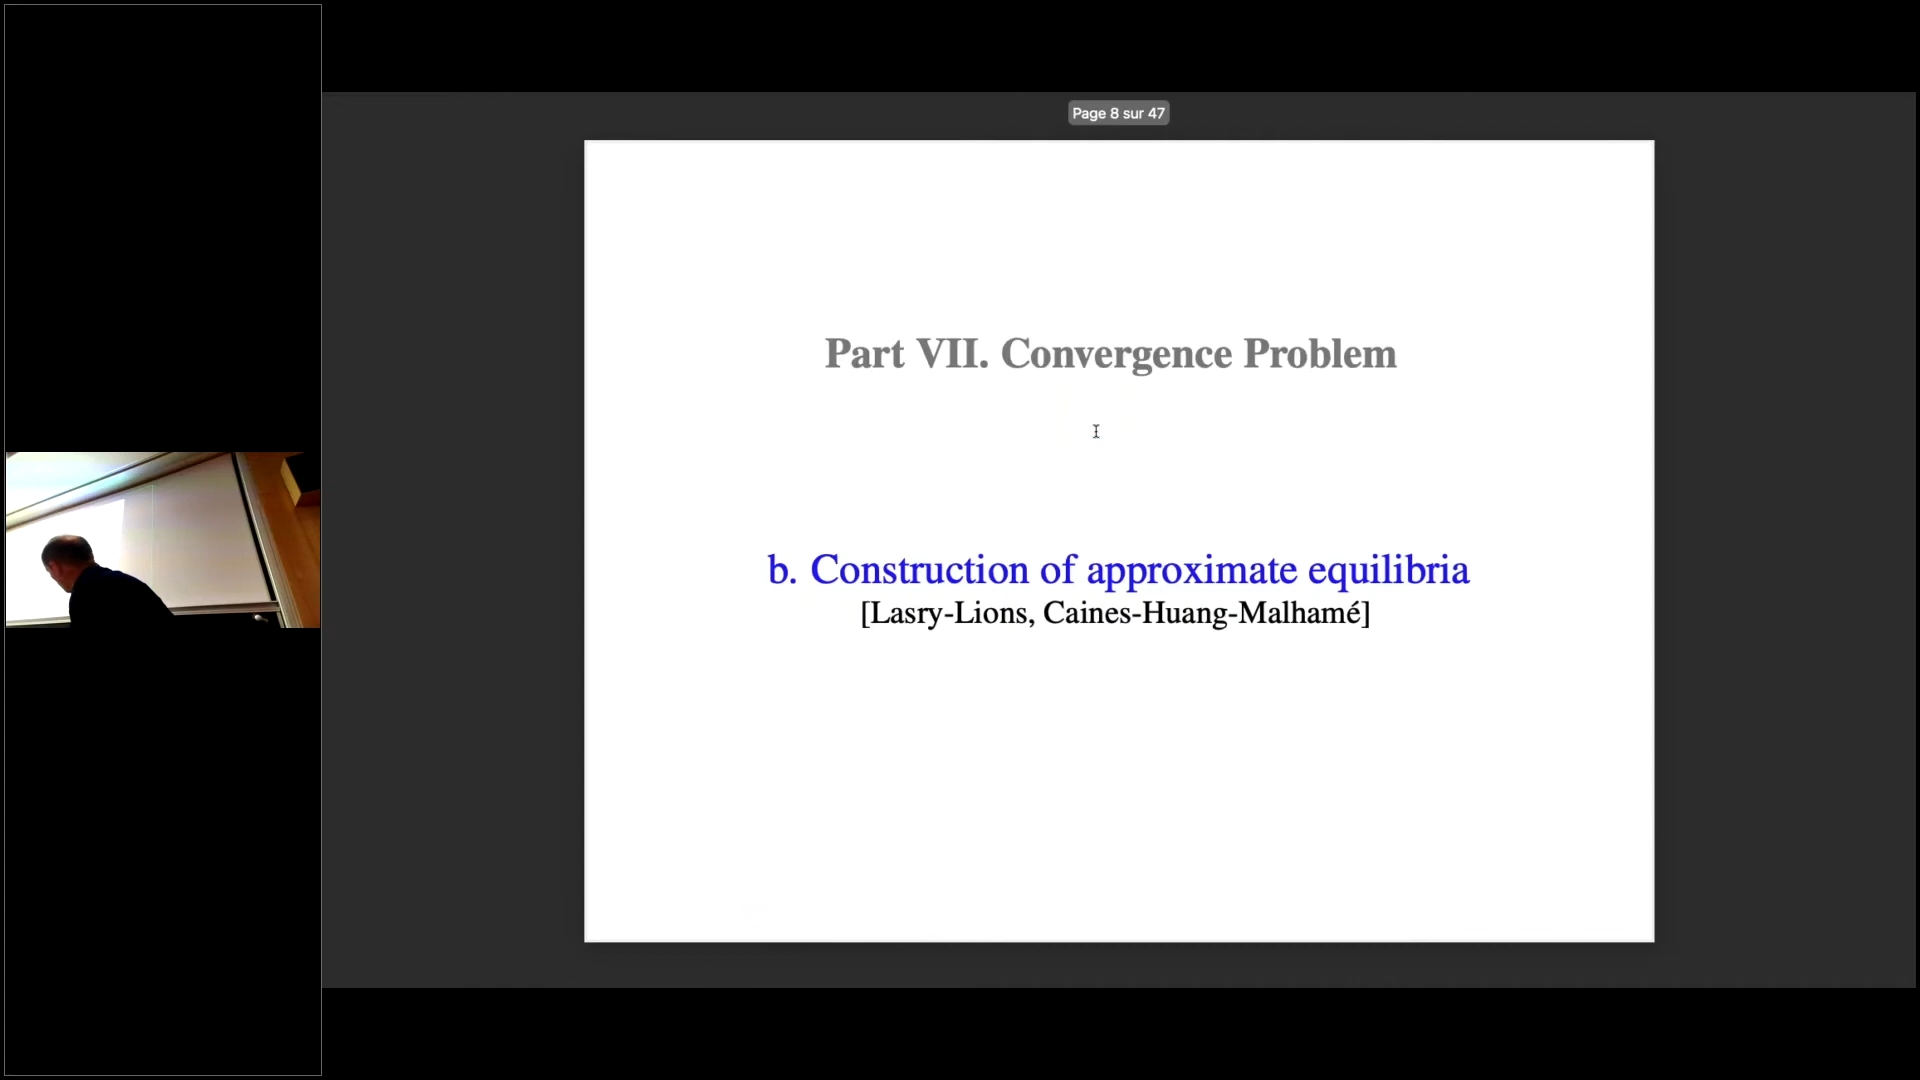 Page 8 sur 47
Part VII. Convergence Problem
b. Construction of approximate equilibria
[Lasry-Lions, Caines-Huang-Malhamé]